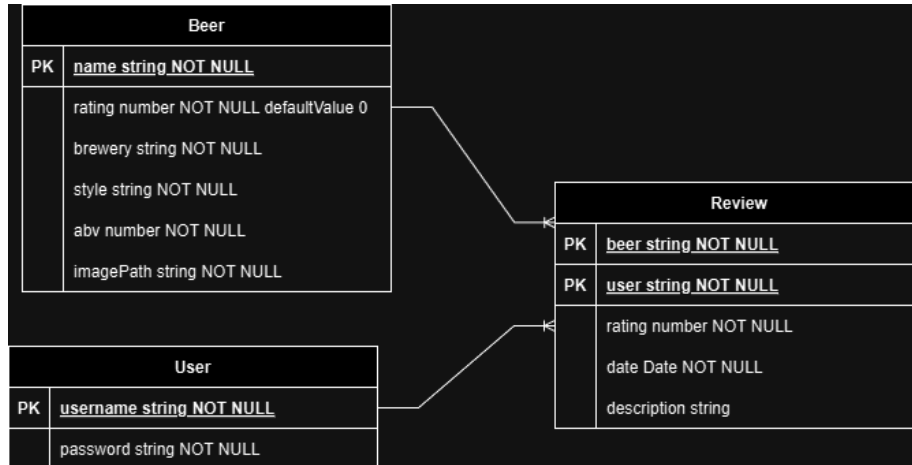 Beer
PK name string NOT NULL
rating number NOT NULL defaultValue 0
brewery string NOT NULL
style string NOT NULL
abv number NOT NULL
imagePath string NOT NULL
Review
PK beer string NOT NULL
PK user string NOT NULL
rating number NOT NULL
date Date NOT NULL
description string
User
PK username string NOT NULL
password string NOT NULL